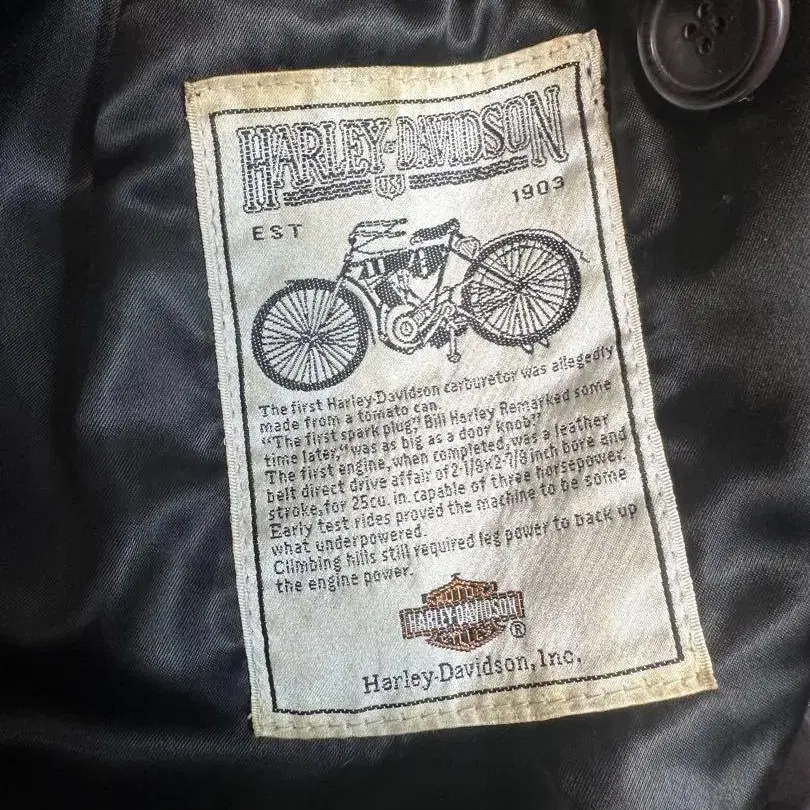 HARLEY-DAVIDSON
USA
EST 1903
The first Harley-Davidson carburetor was allegedly
made from a tomato can.
“The first spark plug,” Bill Harley Remarked some
time later,“was as big as a door knob”.
The first engine, when completed, was a leather
belt direct drive affair of 2-1/8x2-7/8 inch bore and
stroke, for 25cu. in. capable of three horsepower.
Early test rides proved the machine to be some
what underpowered.
Climbing hills still required leg power to back up
the engine power.
MOTOR
HARLEY-DAVIDSON
CYCLES
®
Harley-Davidson, Inc.